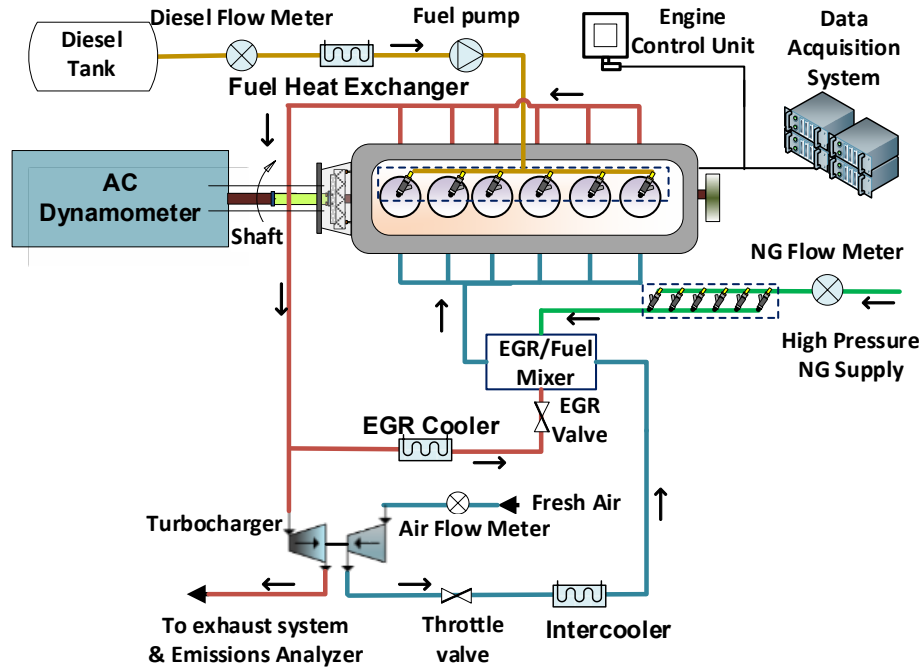 Diesel Flow Meter
Fuel pump
Engine
Control Unit
Data
Acquisition
System
Diesel
Tank
Fuel Heat Exchanger
AC
Dynamometer
Shaft
NG Flow Meter
High Pressure
NG Supply
EGR/Fuel
Mixer
EGR
Valve
EGR Cooler
Fresh Air
Turbocharger
Air Flow Meter
To exhaust system
& Emissions Analyzer
Throttle
valve
Intercooler